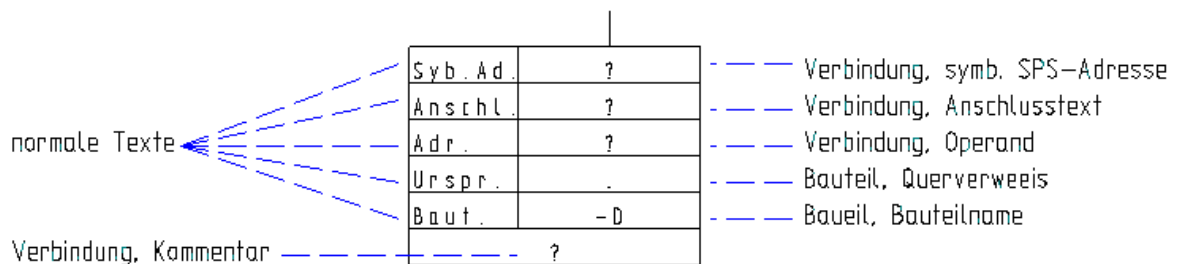 Syb.Ad. ? Verbindung, symb. SPS-Adresse
Anschl. ? Verbindung, Anschlusstext
normale Texte Adr. ? Verbindung, Operand
Urspr. . Bauteil, Querverweeis
Baut. -D Baueil, Bauteilname
Verbindung, Kommentar ?